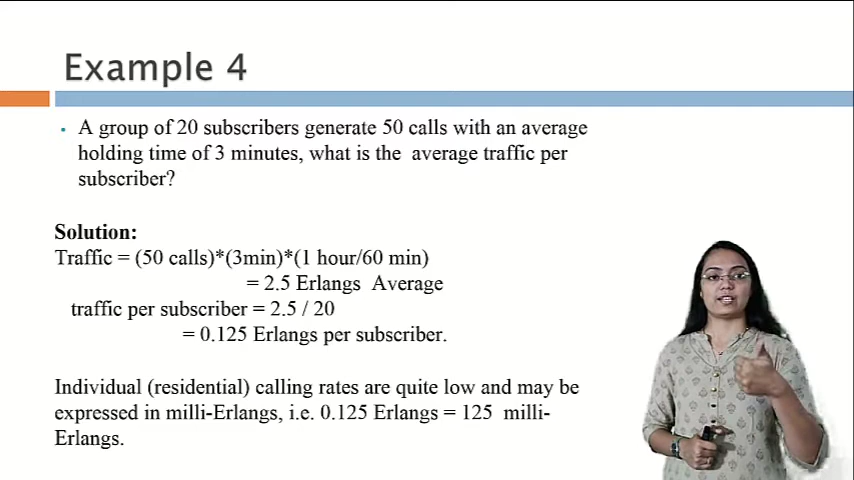 Example 4
A group of 20 subscribers generate 50 calls with an average
holding time of 3 minutes, what is the average traffic per
subscriber?
Solution:
Traffic = (50 calls)*(3min)*(1 hour/60 min)
= 2.5 Erlangs Average
traffic per subscriber = 2.5 / 20
= 0.125 Erlangs per subscriber.
Individual (residential) calling rates are quite low and may be
expressed in milli-Erlangs, i.e. 0.125 Erlangs = 125 milli-
Erlangs.